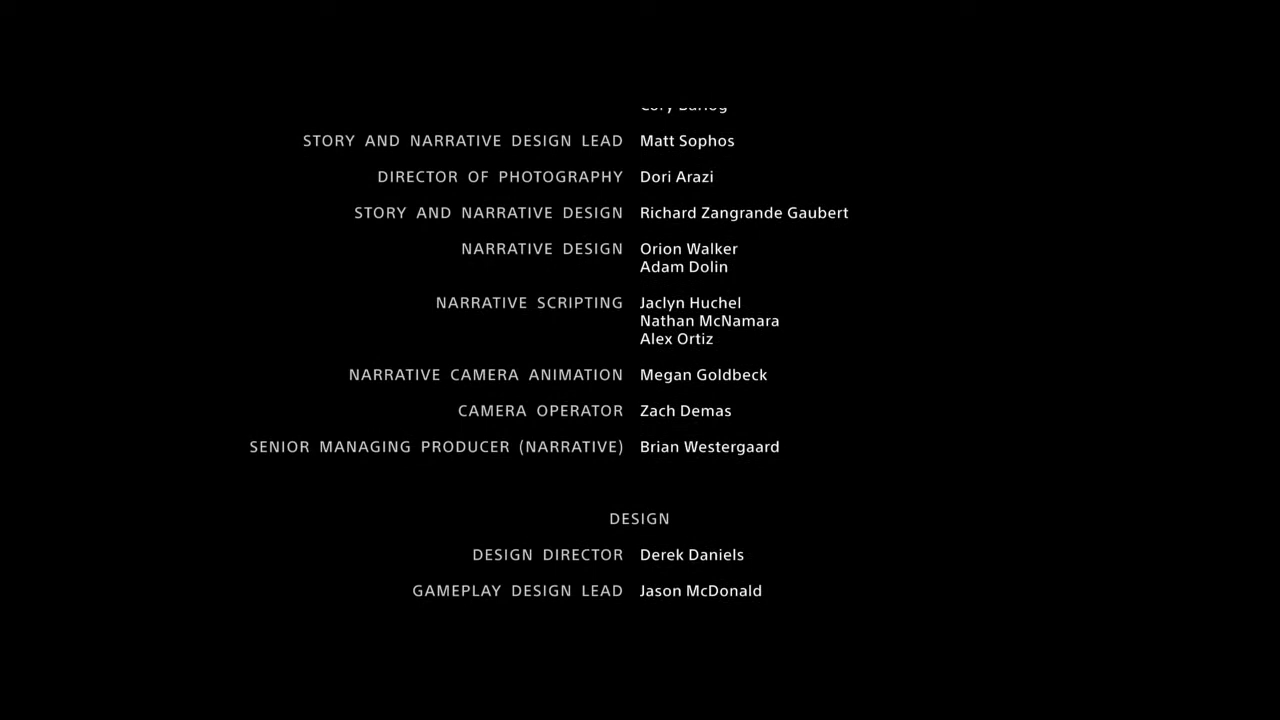 Cory Barlog
STORY AND NARRATIVE DESIGN LEAD Matt Sophos
DIRECTOR OF PHOTOGRAPHY Dori Arazi
STORY AND NARRATIVE DESIGN Richard Zangrande Gaubert
NARRATIVE DESIGN Orion Walker
Adam Dolin
NARRATIVE SCRIPTING Jaclyn Huchel
Nathan McNamara
Alex Ortiz
NARRATIVE CAMERA ANIMATION Megan Goldbeck
CAMERA OPERATOR Zach Demas
SENIOR MANAGING PRODUCER (NARRATIVE) Brian Westergaard
DESIGN
DESIGN DIRECTOR Derek Daniels
GAMEPLAY DESIGN LEAD Jason McDonald